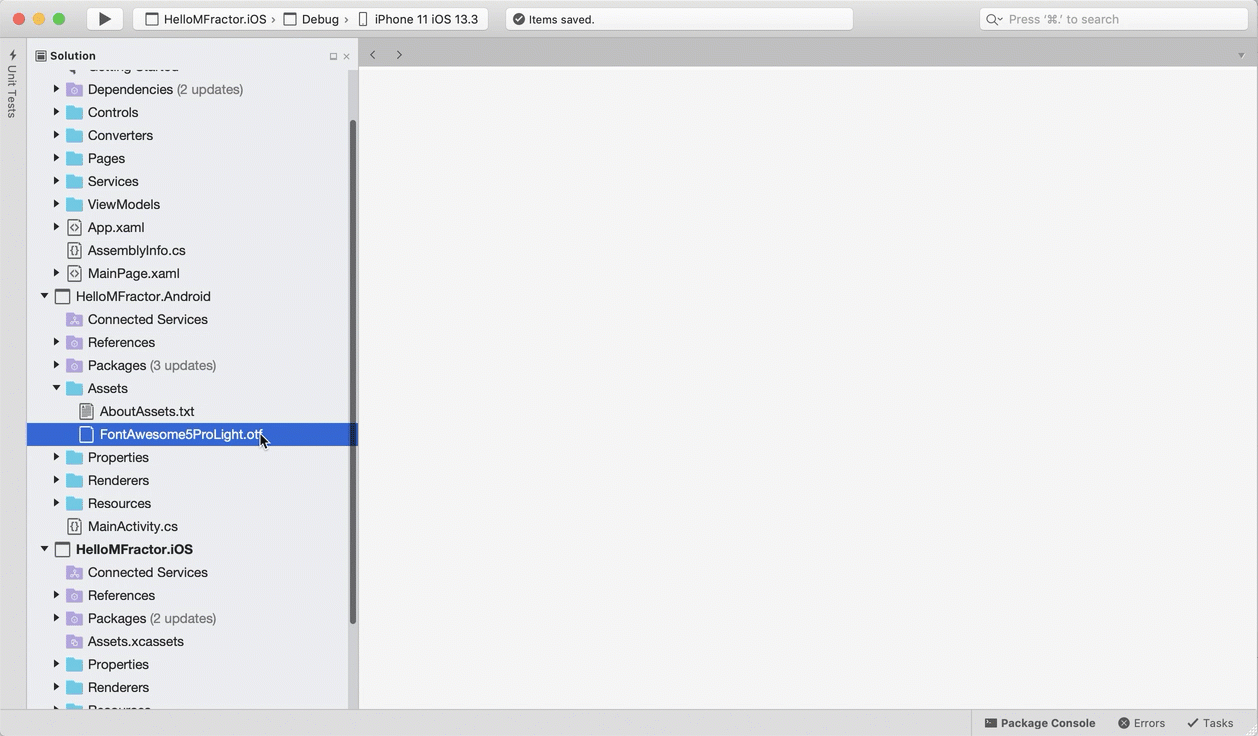 HelloMFractor.iOS › Debug › iPhone 11 iOS 13.3
Items saved.
Press ‘⌘.’ to search
Unit Tests
Solution
Getting Started
Dependencies (2 updates)
Controls
Converters
Pages
Services
ViewModels
App.xaml
AssemblyInfo.cs
MainPage.xaml
HelloMFractor.Android
Connected Services
References
Packages (3 updates)
Assets
AboutAssets.txt
FontAwesome5ProLight.otf
Properties
Renderers
Resources
MainActivity.cs
HelloMFractor.iOS
Connected Services
References
Packages (2 updates)
Assets.xcassets
Properties
Renderers
Resources
Package Console
Errors
Tasks